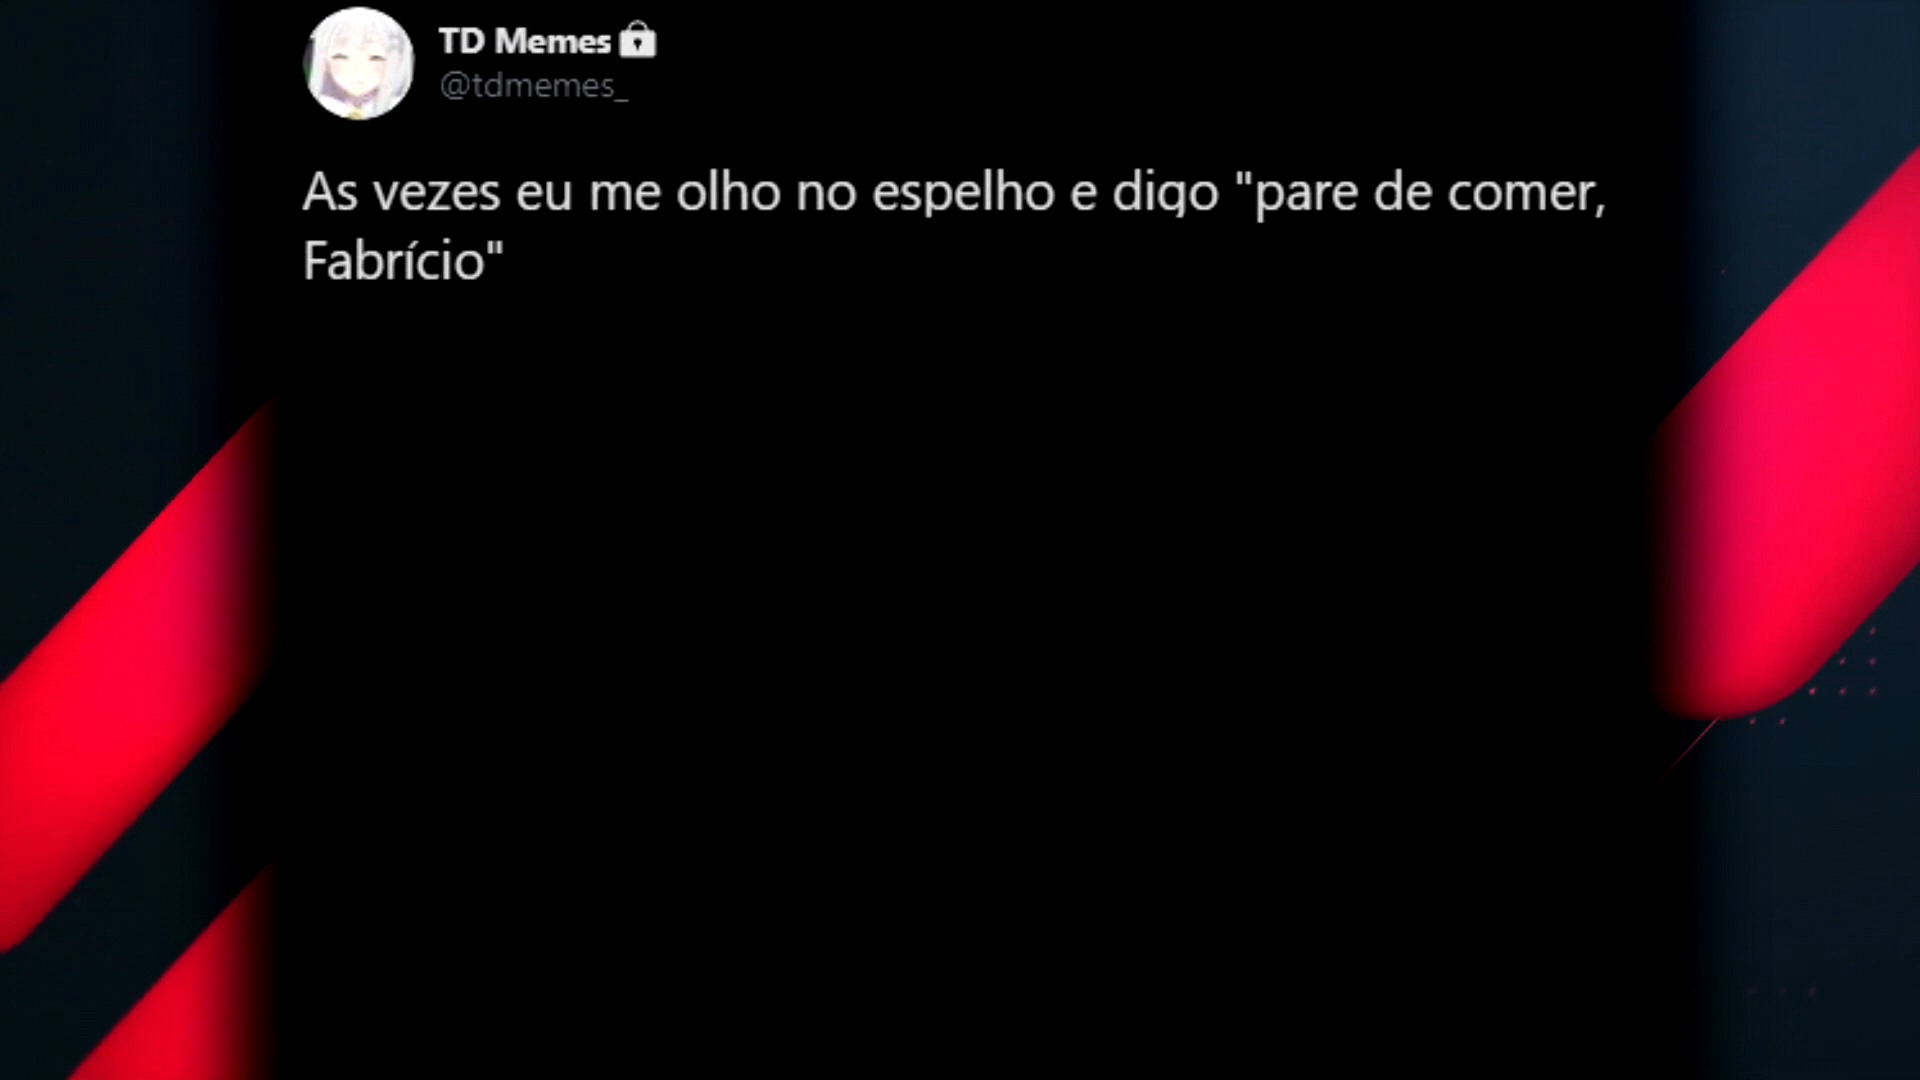 TD Memes
@tdmemes_
As vezes eu me olho no espelho e digo "pare de comer,
Fabrício"